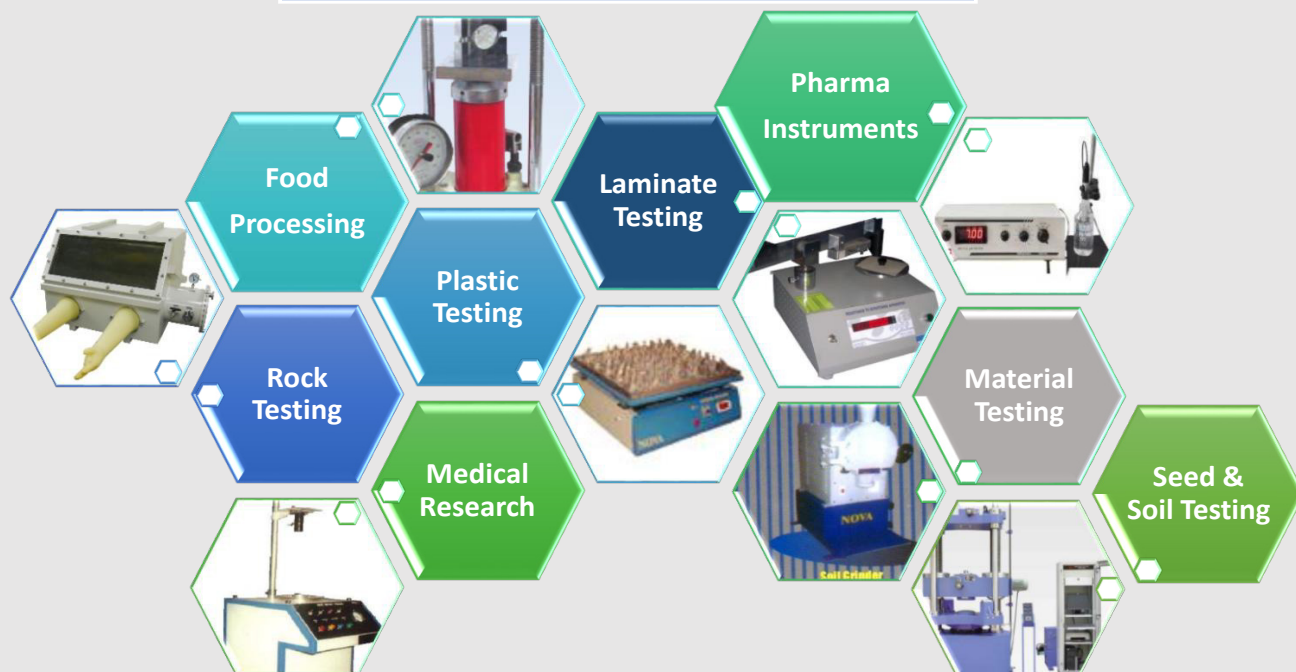 Pharma
Instruments
Food
Processing
Laminate
Testing
Plastic
Testing
7.00
Rock
Testing
Material
Testing
NOVA
Medical
Research
Seed &
Soil Testing
NOVA
Soil Grinder